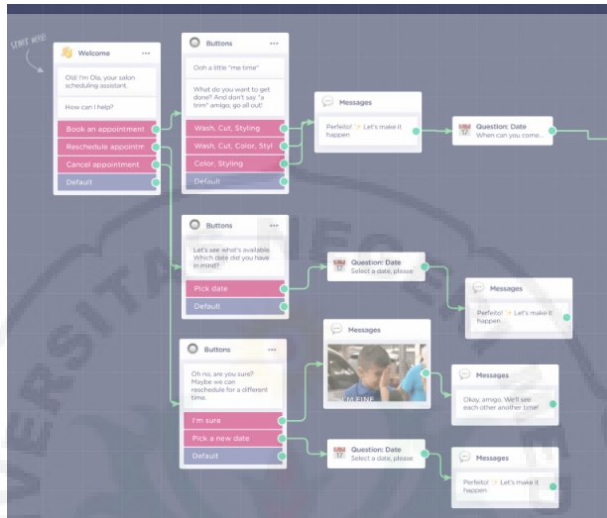 START HERE
Welcome
Olá! I'm Ola, your salon
scheduling assistant.
How can I help?
Book an appointment
Reschedule appointm
Cancel appointment
Default
Buttons
Ooh a little "me time"
What do you want to get
done? And don't say "a
trim" amigo, go all out!
Wash, Cut, Styling
Wash, Cut, Color, Styl
Color, Styling
Default
Messages
Perfeito! ✨ Let's make it
happen
Question: Date
When can you come...
Buttons
Let's see what's available.
Which date did you have
in mind?
Pick date
Default
Question: Date
Select a date, please
Messages
Perfeito! ✨ Let's make it
happen
Buttons
Oh no, are you sure?
Maybe we can
reschedule for a different
time.
I'm sure
Pick a new date
Default
Messages
I'M FINE
Messages
Okay, amigo. We'll see
each other another time!
Question: Date
Select a date, please
Messages
Perfeito! ✨ Let's make it
happen